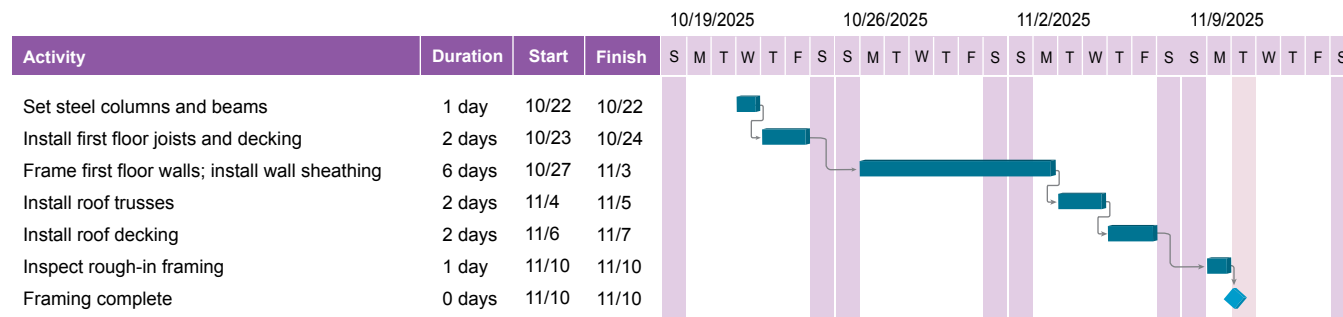 10/19/2025 10/26/2025 11/2/2025 11/9/2025
Activity Duration Start Finish S M T W T F S S M T W T F S S M T W T F S S M T W T F S
Set steel columns and beams 1 day 10/22 10/22
Install first floor joists and decking 2 days 10/23 10/24
Frame first floor walls; install wall sheathing 6 days 10/27 11/3
Install roof trusses 2 days 11/4 11/5
Install roof decking 2 days 11/6 11/7
Inspect rough-in framing 1 day 11/10 11/10
Framing complete 0 days 11/10 11/10